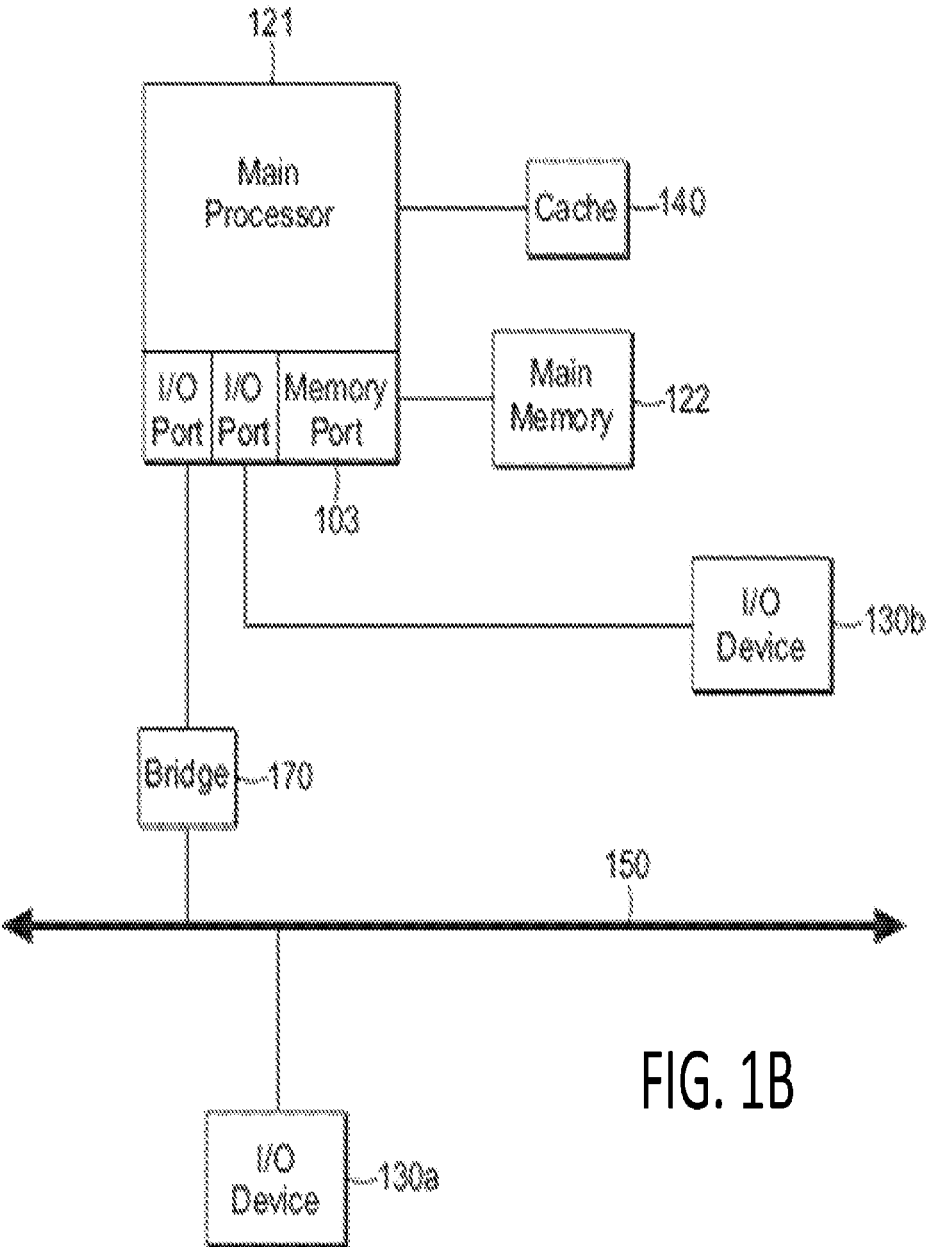 121
Main
Processor
Cache
140
I/O
Port
I/O
Port
Memory
Port
Main
Memory
122
103
I/O
Device
130b
Bridge
170
150
FIG. 1B
I/O
Device
130a